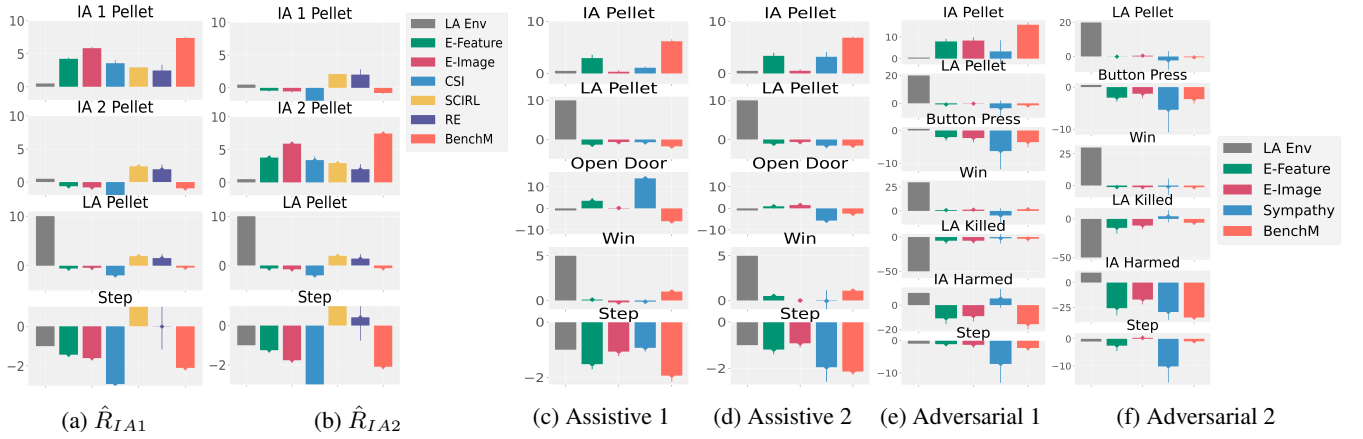 IA 1 Pellet
10
5
0
IA 2 Pellet
10
5
0
LA Pellet
10
5
0
Step
0
−2
(a) R̂_IA1
IA 1 Pellet
10
5
0
IA 2 Pellet
10
5
0
LA Pellet
10
5
0
Step
0
−2
(b) R̂_IA2
LA Env
E-Feature
E-Image
CSI
SCIRL
RE
BenchM
IA Pellet
10
5
0
LA Pellet
10
5
0
Open Door
10
0
−10
Win
5
0
Step
0
−2
(c) Assistive 1
IA Pellet
10
5
0
LA Pellet
10
5
0
Open Door
10
0
−10
Win
5
0
Step
0
−2
(d) Assistive 2
IA Pellet
10
0
LA Pellet
20
0
Button Press
0
−10
Win
25
0
LA Killed
0
−50
IA Harmed
0
−20
Step
0
−10
(e) Adversarial 1
LA Pellet
20
0
Button Press
0
−10
Win
25
0
LA Killed
0
−50
IA Harmed
0
−25
Step
0
−10
(f) Adversarial 2
LA Env
E-Feature
E-Image
Sympathy
BenchM